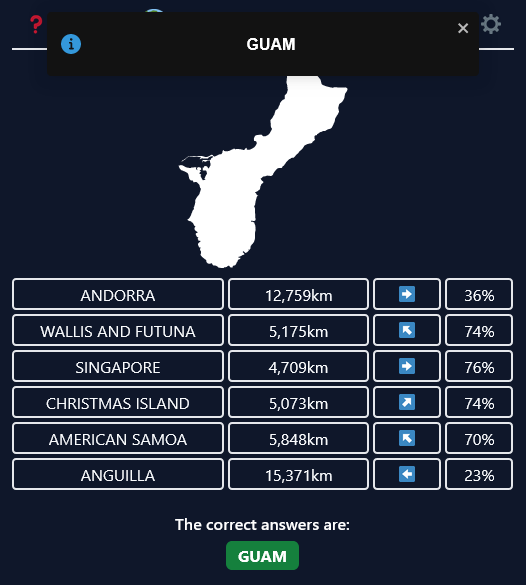 ?
GUAM
ANDORRA 12,759km ➡️ 36%
WALLIS AND FUTUNA 5,175km ↖️ 74%
SINGAPORE 4,709km ➡️ 76%
CHRISTMAS ISLAND 5,073km ↗️ 74%
AMERICAN SAMOA 5,848km ↖️ 70%
ANGUILLA 15,371km ⬅️ 23%
The correct answers are:
GUAM